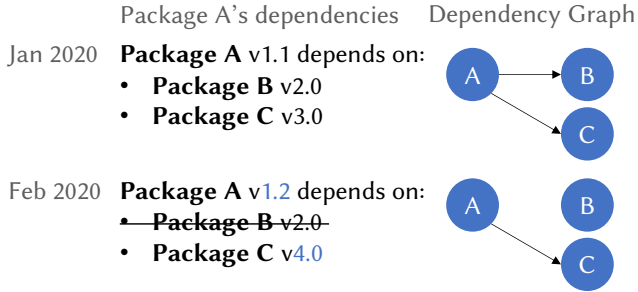 Package A's dependencies Dependency Graph
Jan 2020 Package A v1.1 depends on:
• Package B v2.0
• Package C v3.0
A B
C
Feb 2020 Package A v1.2 depends on:
• Package B v2.0
• Package C v4.0
A B
C